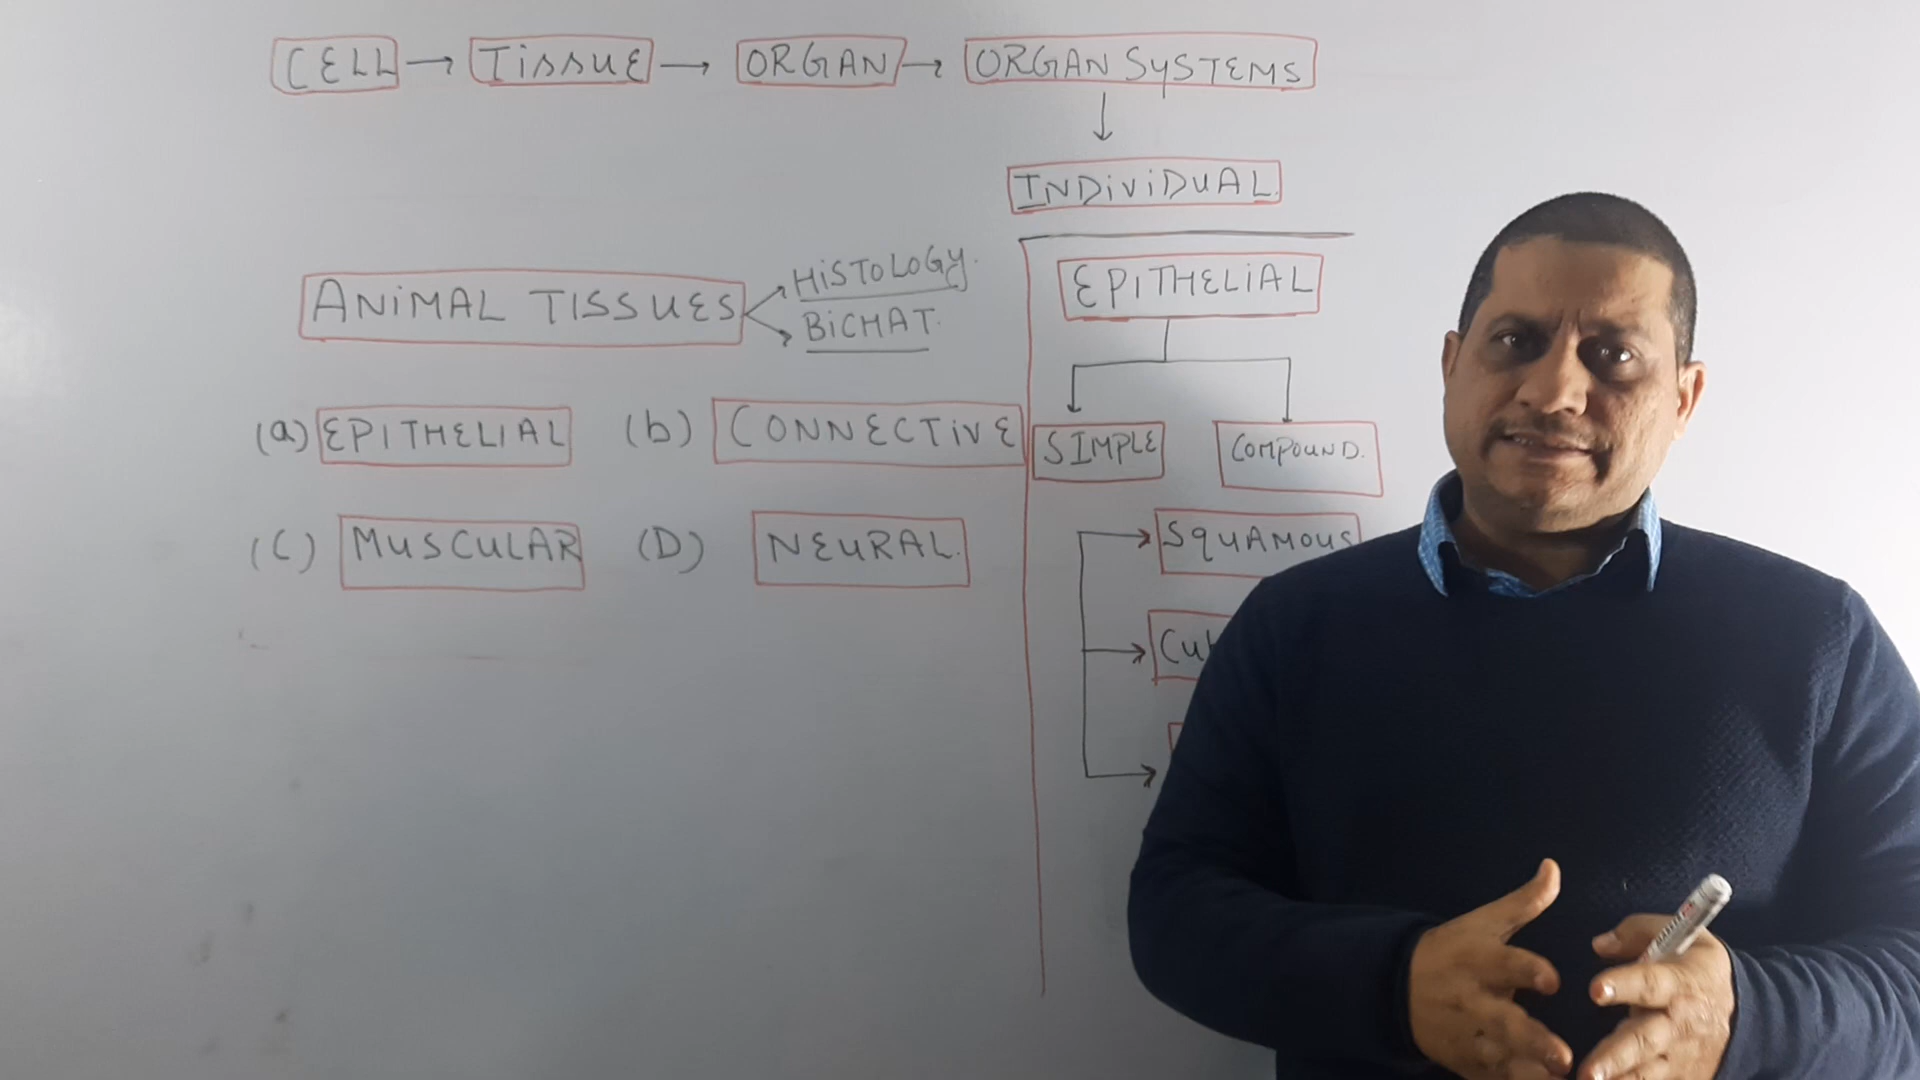 CELL → TISSUE → ORGAN → ORGAN SYSTEMS
INDIVIDUAL.
ANIMAL TISSUES
HISTOLOGY.
BICHAT.
(a) EPITHELIAL (b) CONNECTIVE
(C) MUSCULAR (D) NEURAL.
EPITHELIAL
SIMPLE COMPOUND.
SquAMOUS